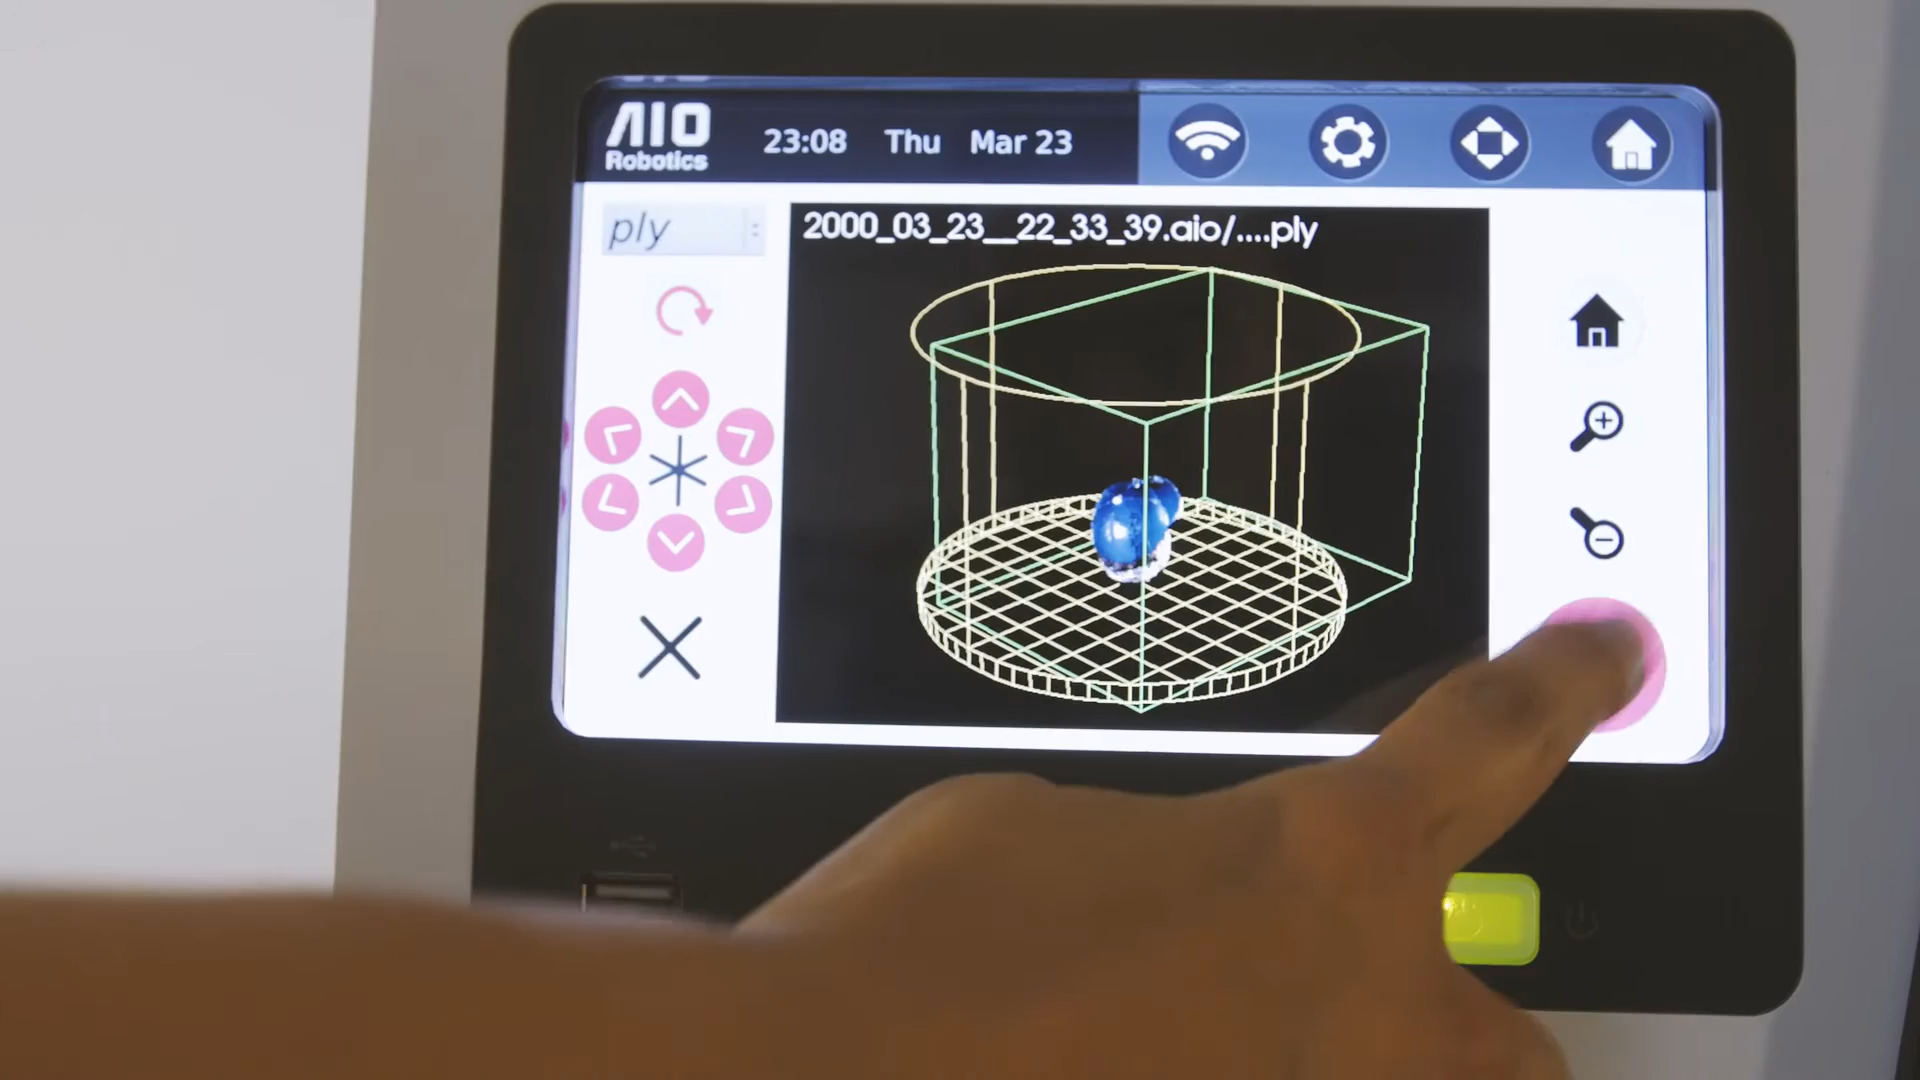 AIO
Robotics
23:08 Thu Mar 23
ply
2000_03_23__22_33_39.aio/....ply